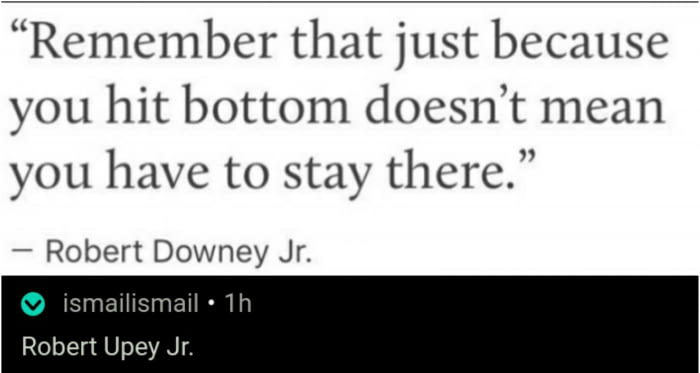 “Remember that just because
you hit bottom doesn’t mean
you have to stay there.”
— Robert Downey Jr.
ismailismail • 1h
Robert Upey Jr.